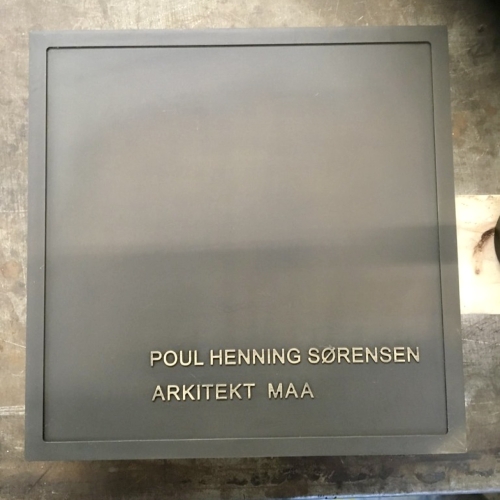 POUL HENNING SØRENSEN
ARKITEKT MAA